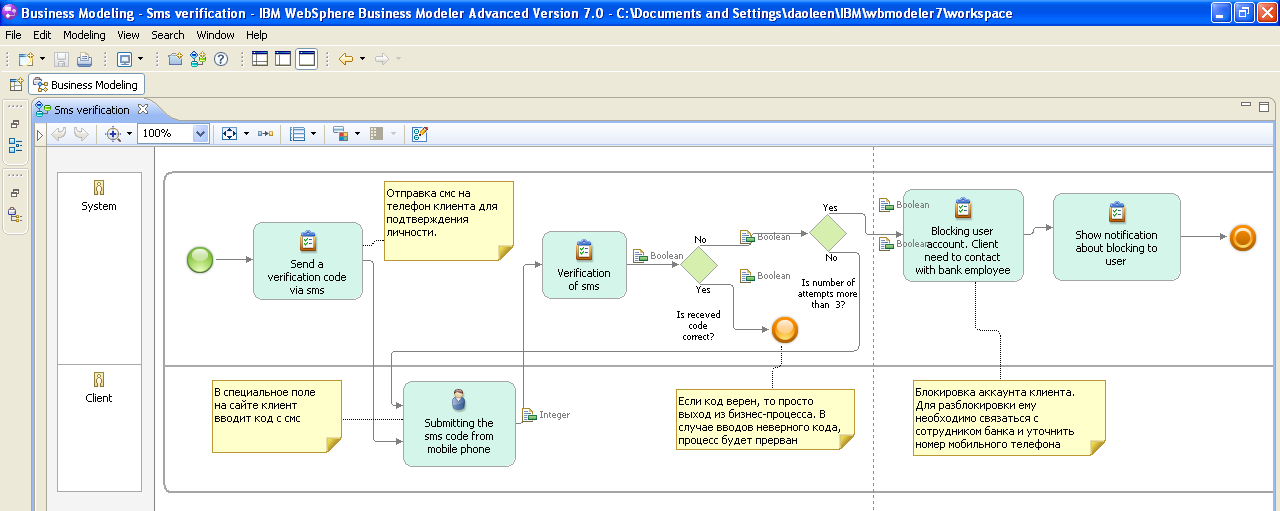 Business Modeling - Sms verification - IBM WebSphere Business Modeler Advanced Version 7.0 - C:\Documents and Settings\daoleen\IBM\wbmodeler7\workspace
File Edit Modeling View Search Window Help
Business Modeling
Sms verification
100%
System
Отправка смс на
телефон клиента для
подтверждения
личности.
Send a
verification code
via sms
Verification
of sms
Boolean
No
Yes
Boolean
Boolean
Is receved
code
correct?
Yes
No
Is number of
attempts more
than 3?
Boolean
Boolean
Blocking user
account. Client
need to contact
with bank employee
Show notification
about blocking to
user
Client
В специальное поле
на сайте клиент
вводит код с смс
Submitting the
sms code from
mobile phone
Integer
Если код верен, то просто
выход из бизнес-процесса. В
случае вводов неверного кода,
процесс будет прерван
Блокировка аккаунта клиента.
Для разблокировки ему
необходимо связаться с
сотрудником банка и уточнить
номер мобильного телефона